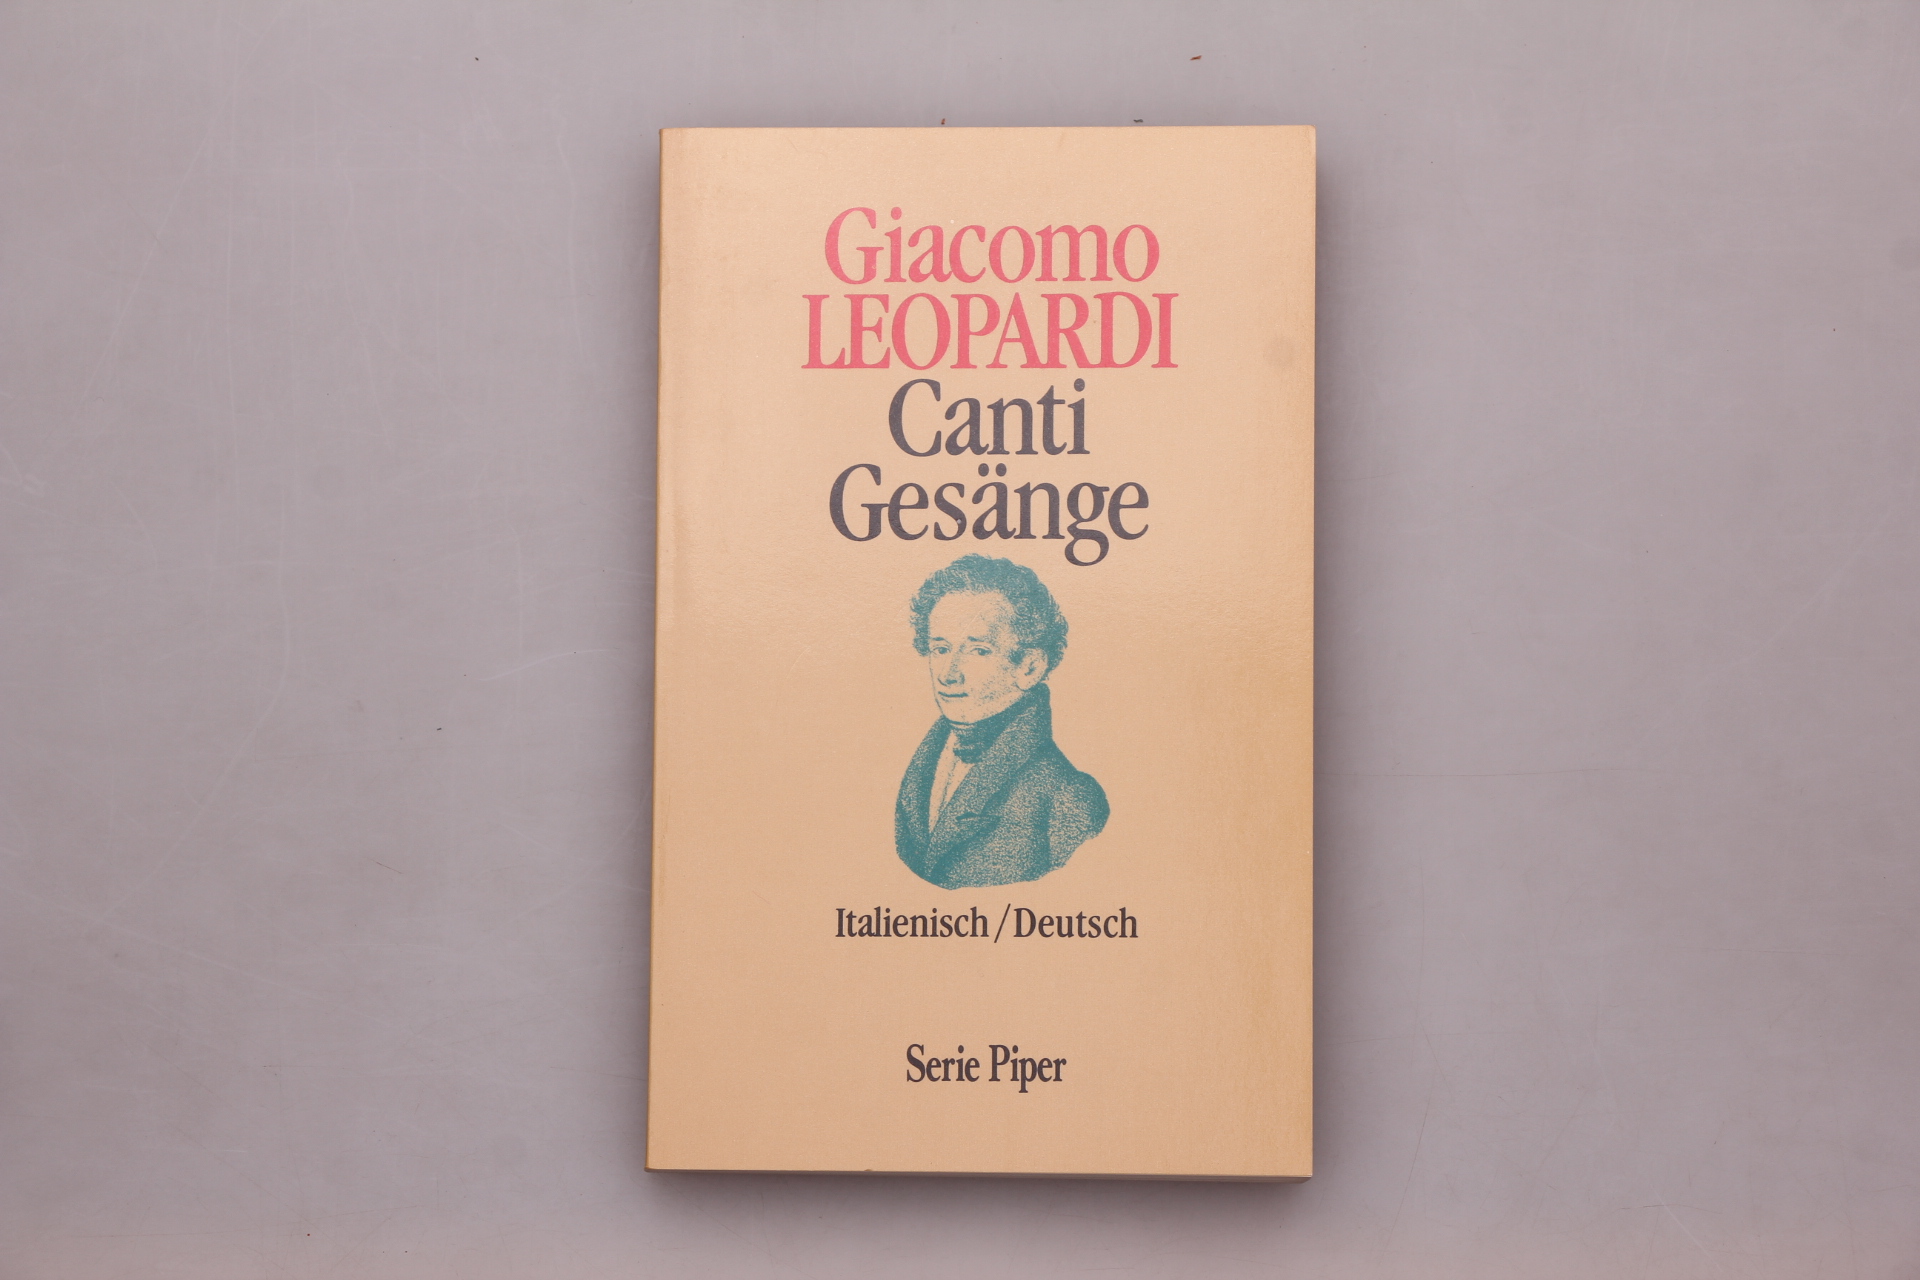 Giacomo
LEOPARDI
Canti
Gesänge
Italienisch/Deutsch
Serie Piper